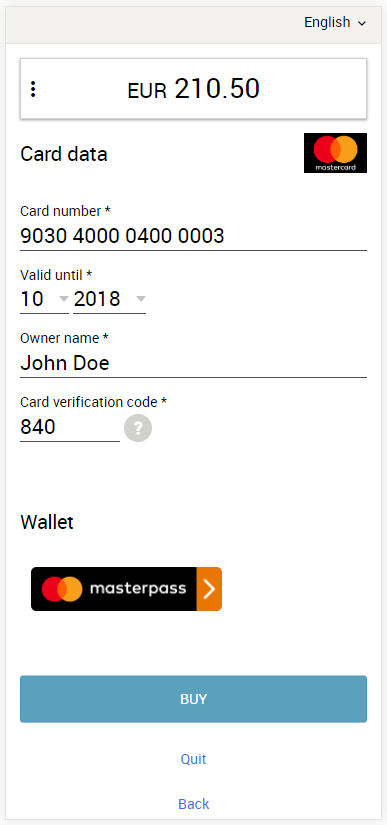 English
EUR 210.50
Card data
mastercard
Card number *
9030 4000 0400 0003
Valid until *
10 2018
Owner name *
John Doe
Card verification code *
840 ?
Wallet
masterpass
BUY
Quit
Back